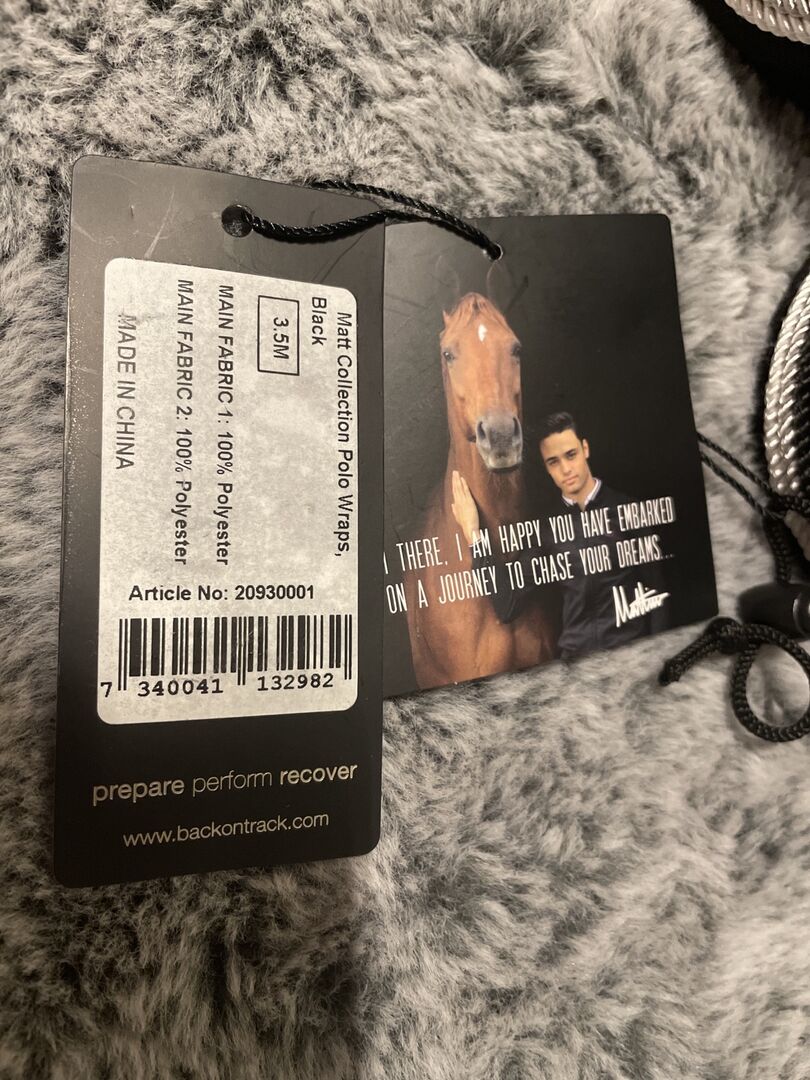 Matt Collection Polo Wraps,
Black
3.5M
MAIN FABRIC 1: 100% Polyester
MAIN FABRIC 2: 100% Polyester
MADE IN CHINA
Article No: 20930001
7 340041 132982
prepare perform recover
www.backontrack.com
THERE, I AM HAPPY YOU HAVE EMBARKED
ON A JOURNEY TO CHASE YOUR DREAMS...